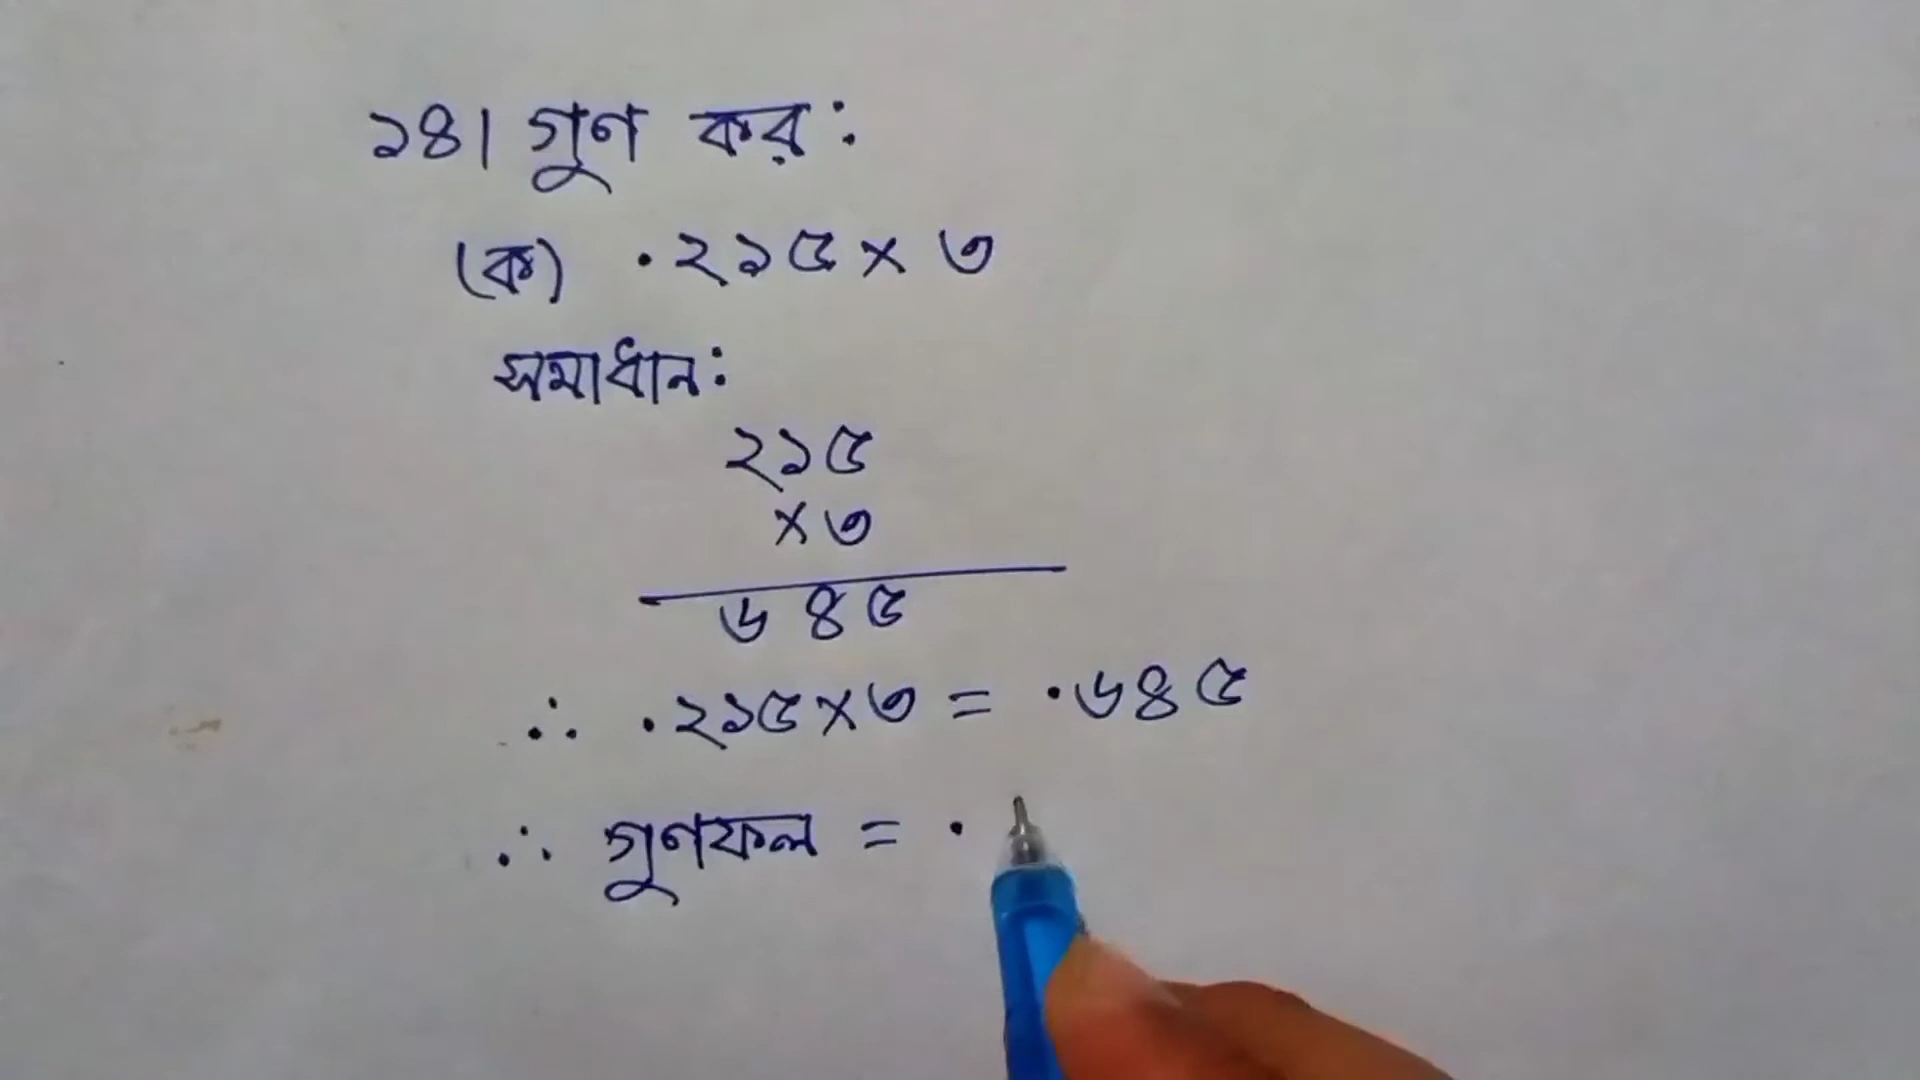 ১৪। গুণ কর:
(ক) .২১৫ × ৩
সমাধান:
২১৫
× ৩
৬৪৫
∴ .২১৫ × ৩ = .৬৪৫
∴ গুণফল = .